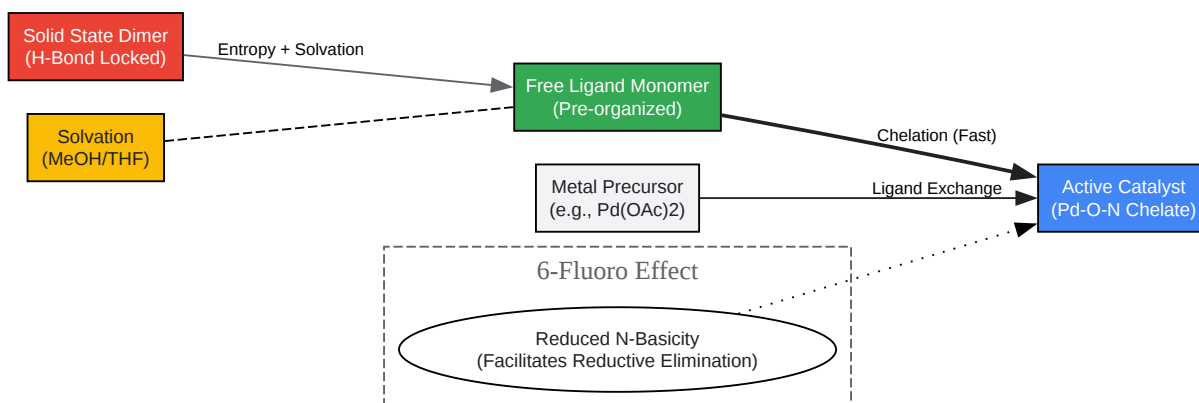 Solid State Dimer
(H-Bond Locked)
Entropy + Solvation
Free Ligand Monomer
(Pre-organized)
Solvation
(MeOH/THF)
Chelation (Fast)
Metal Precursor
(e.g., Pd(OAc)2)
Ligand Exchange
Active Catalyst
(Pd-O-N Chelate)
6-Fluoro Effect
Reduced N-Basicity
(Facilitates Reductive Elimination)